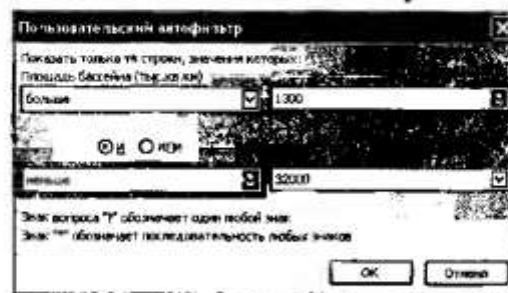 Пользовательский автофильтр
Показать только те строки, значения которых:
Площадь бассейна (тыс.кв.км)
больше 1300
И ИЛИ
меньше 32000
Знак вопроса "?" обозначает один любой знак
Знак "*" обозначает последовательность любых знаков
ОК Отмена